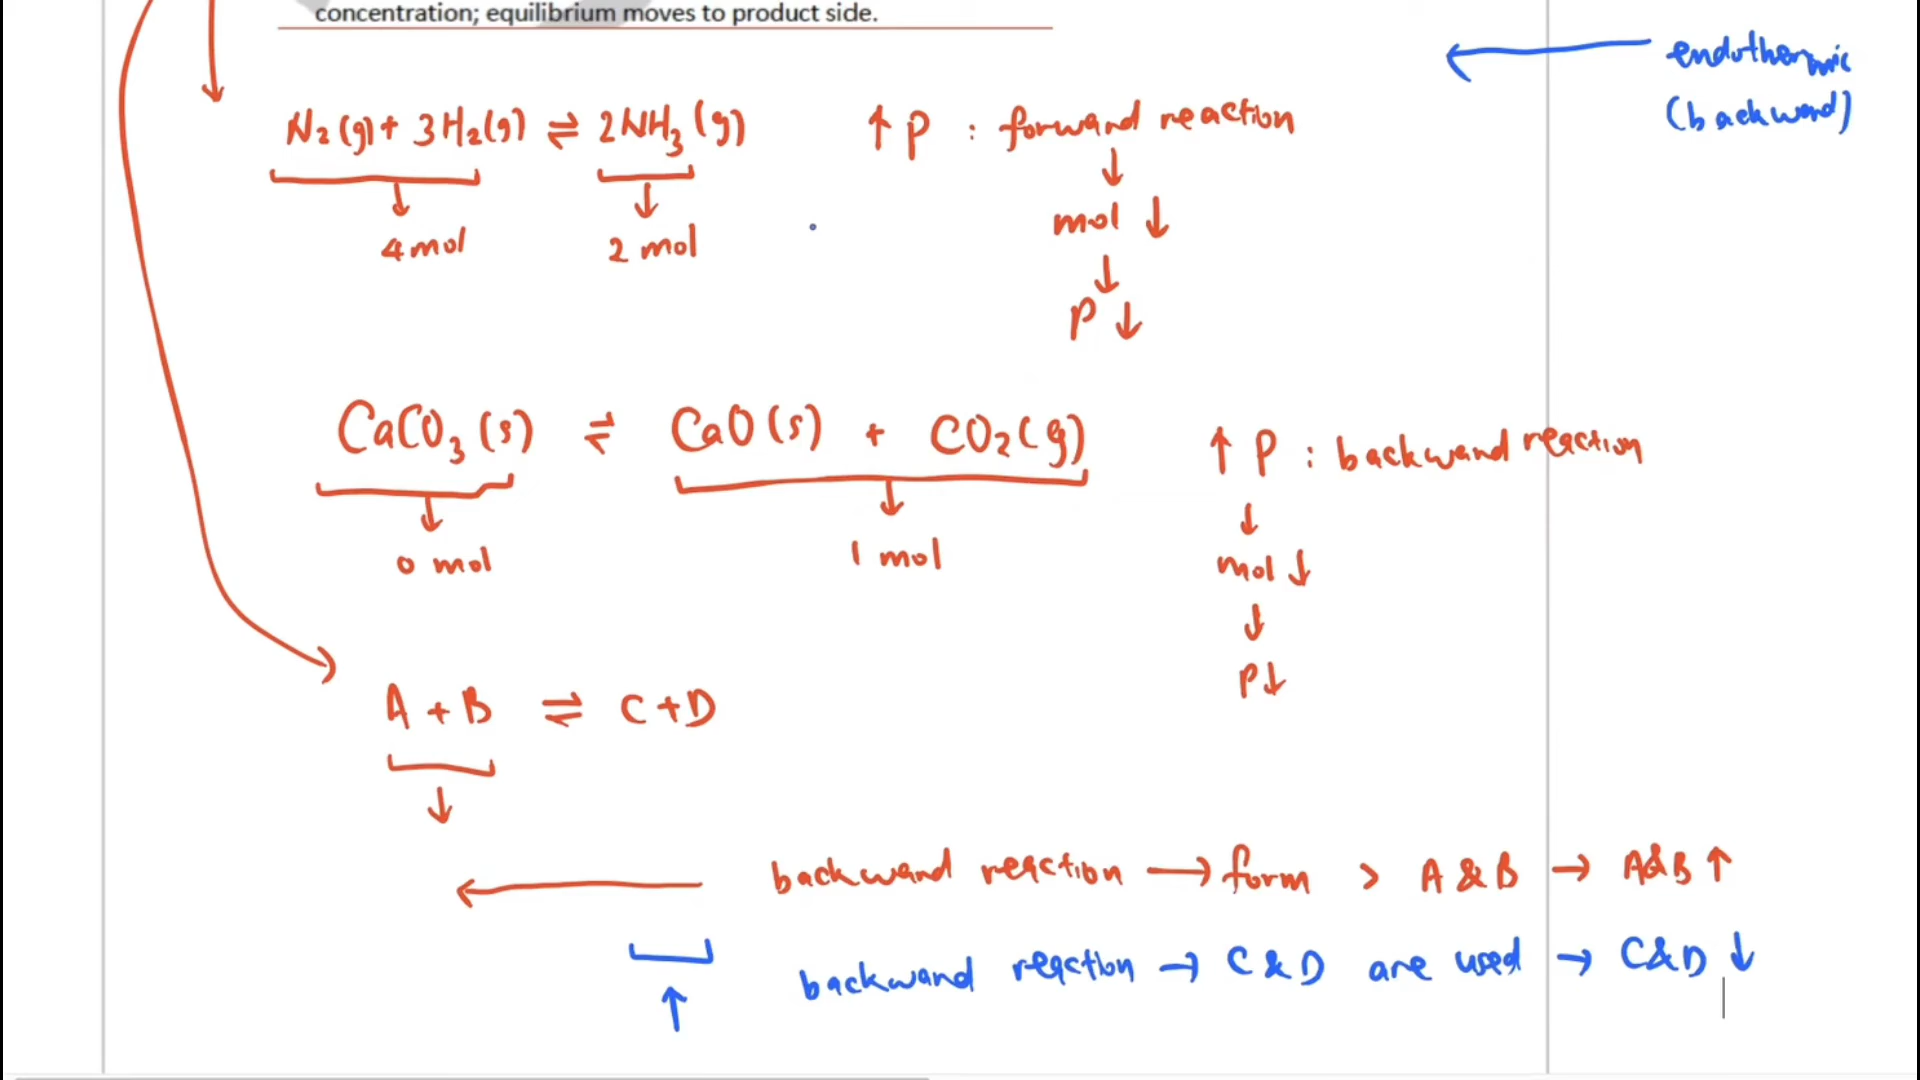 concentration; equilibrium moves to product side.
endothermic
(backward)
N₂(g) + 3H₂(g) ⇌ 2NH₃(g) ↑ P : forward reaction
↓
↓ ↓ mol ↓
4 mol 2 mol
↓
P ↓
CaCO₃(s) ⇌ CaO(s) + CO₂(g) ↑ P : backward reaction
↓ ↓ ↓
0 mol 1 mol mol ↓
↓
P↓
A + B ⇌ C + D
↓
← backward reaction → form > A & B → A&B ↑
backward reaction → C & D are used → C&D ↓
↑